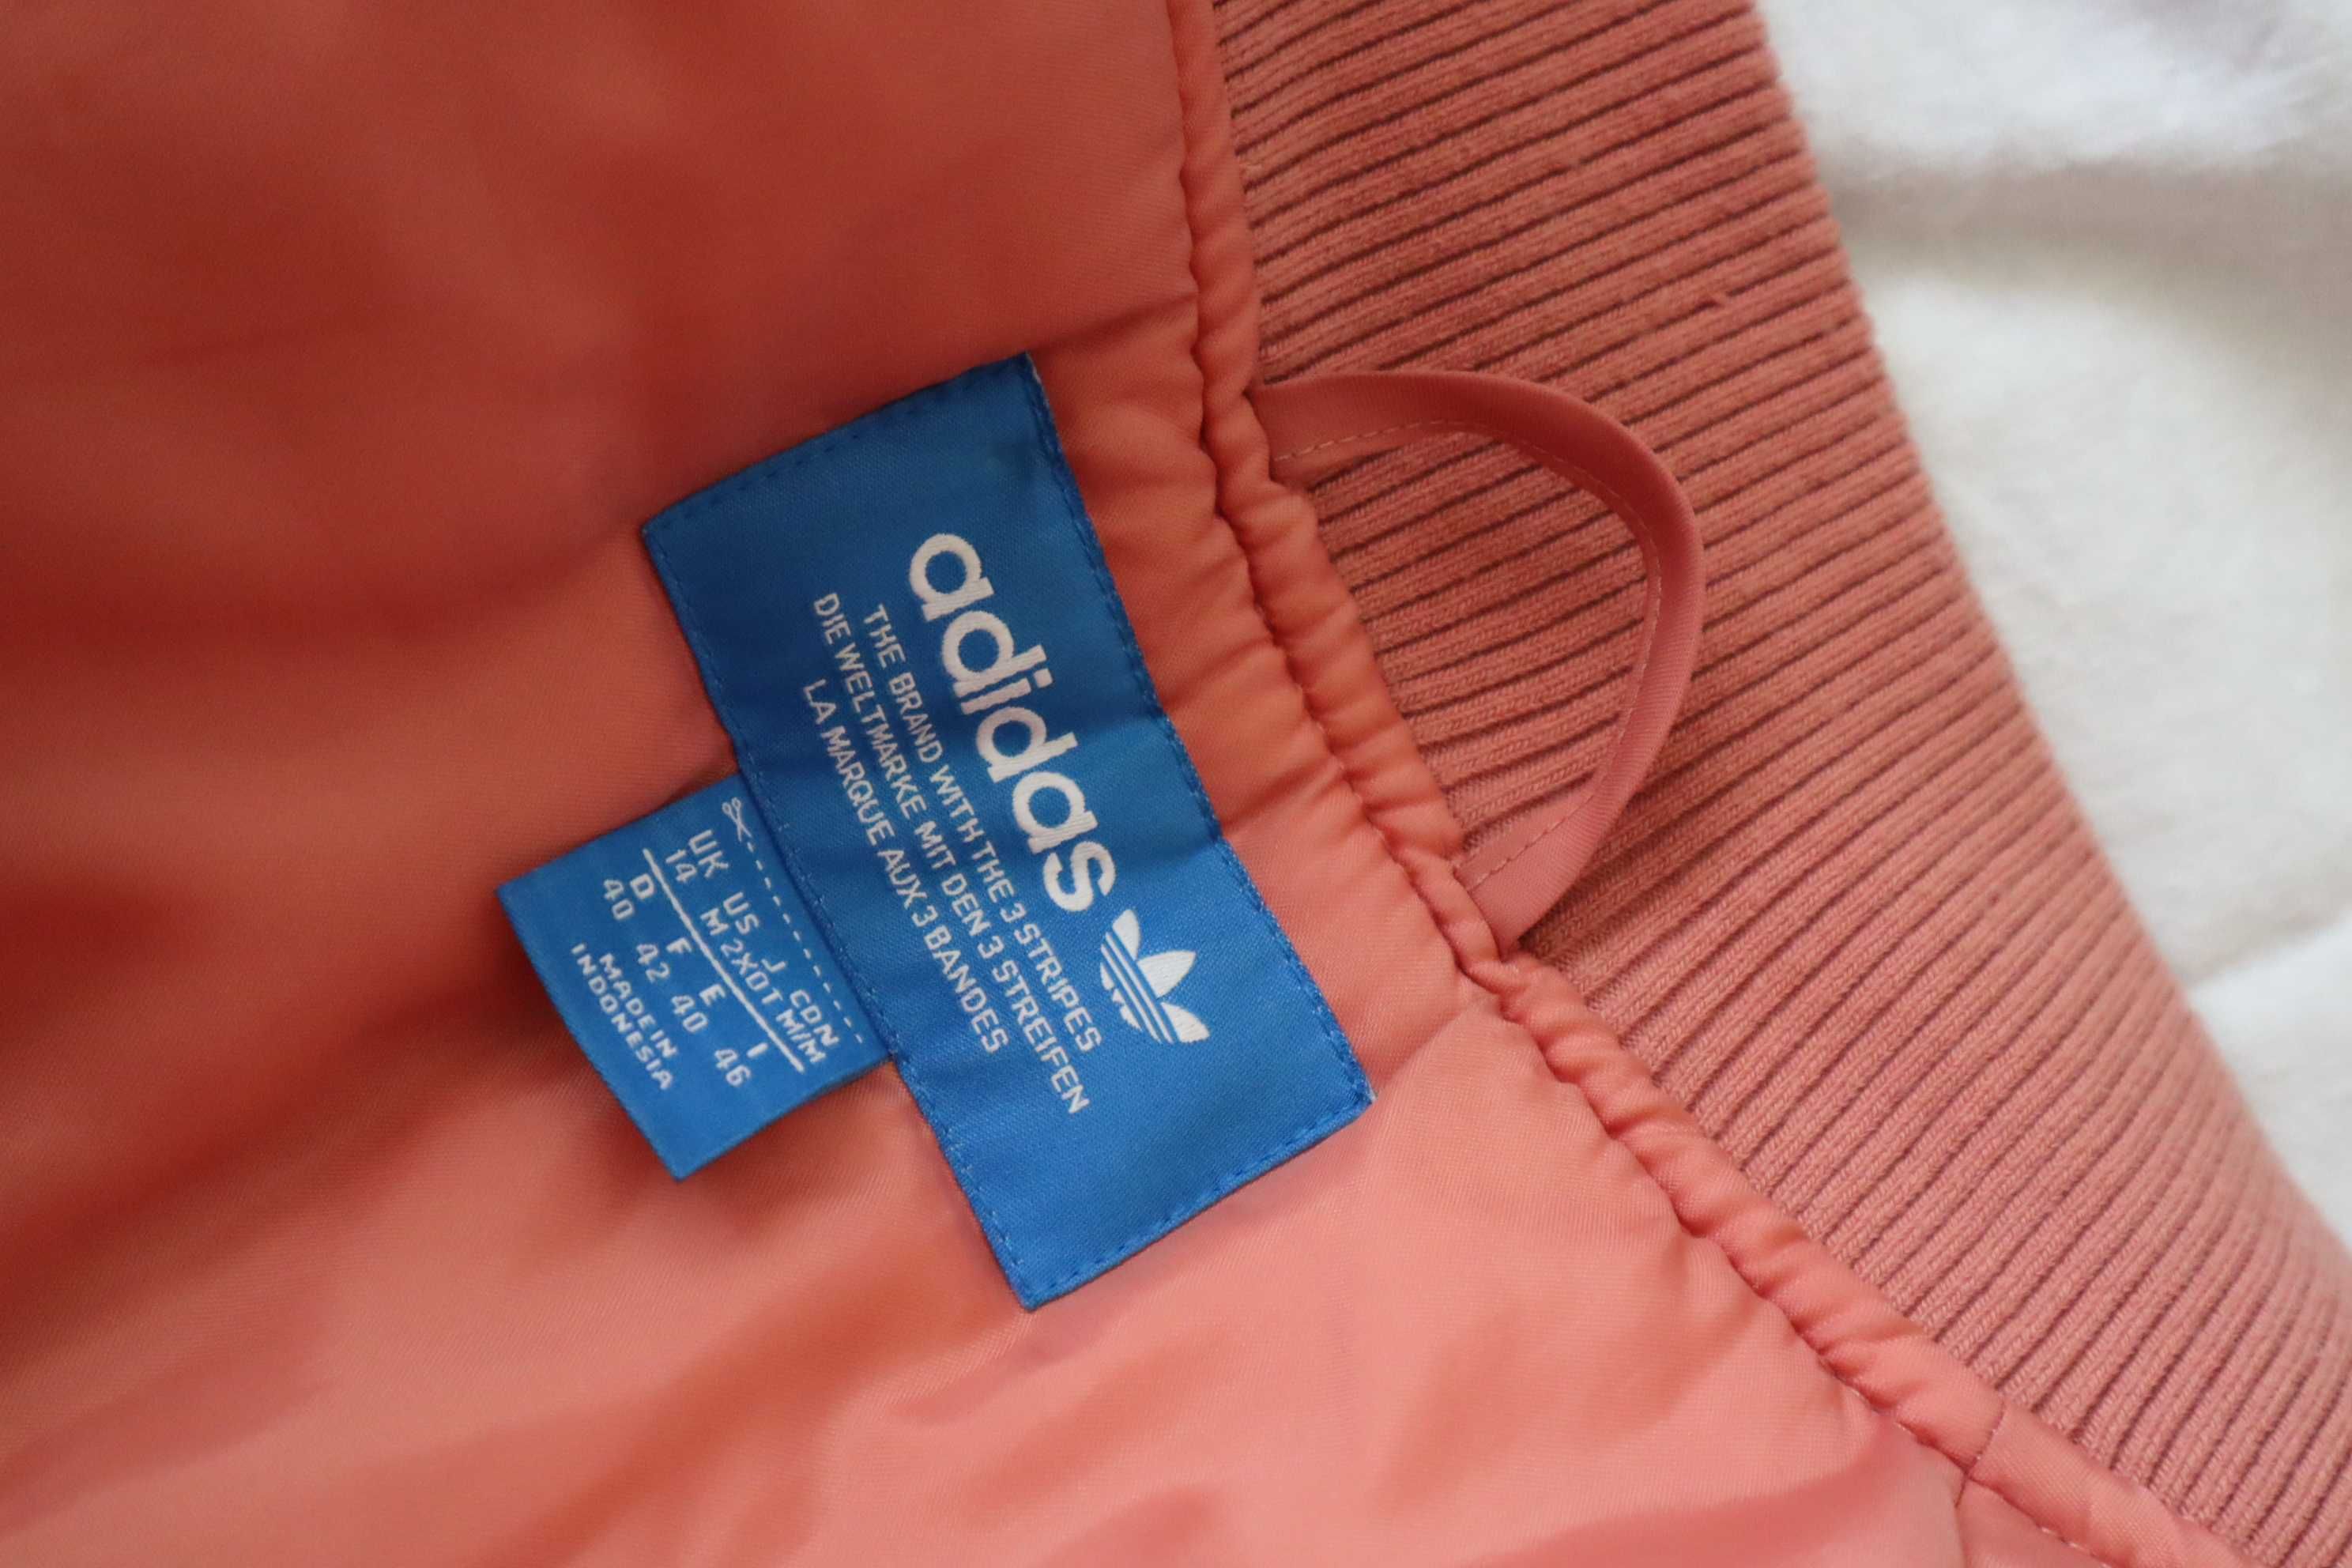 adidas
THE BRAND WITH THE 3 STRIPES
DIE WELTMARKE MIT DEN 3 STREIFEN
LA MARQUE AUX 3 BANDES
UK US J CDN
14 M 2XOT M/M
D F E I
40 42 40 46
MADE IN
INDONESIA